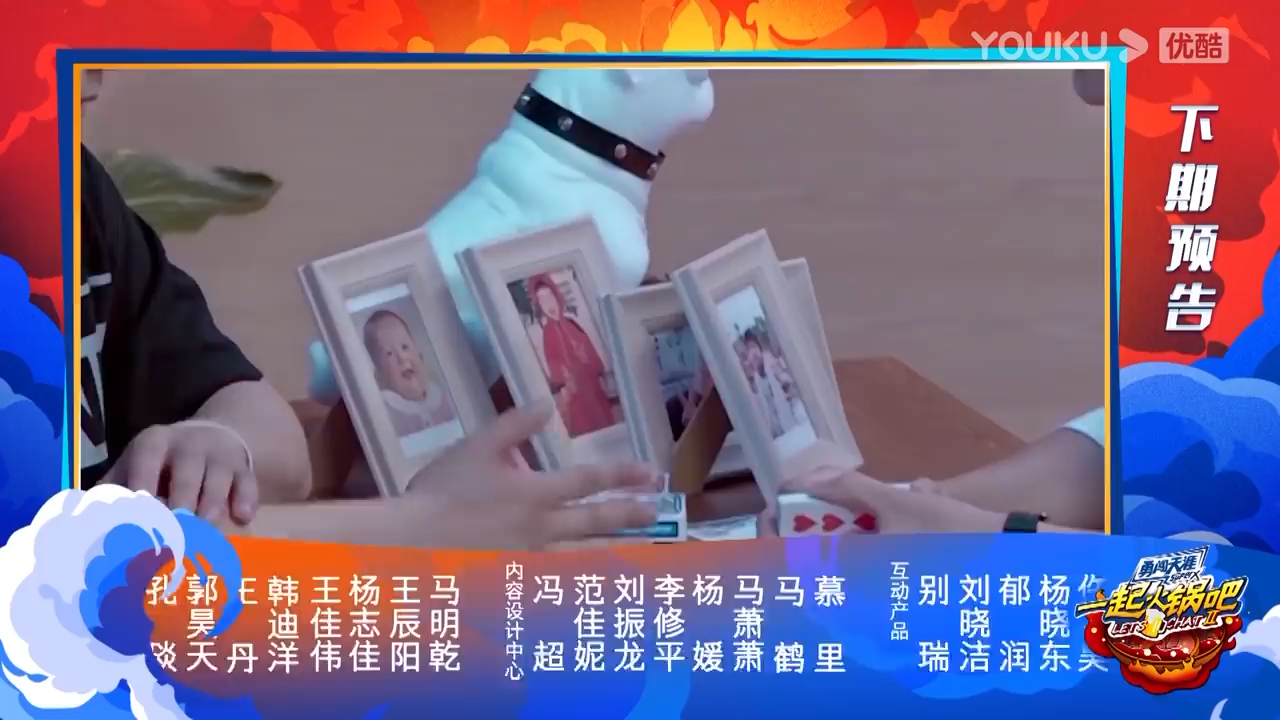 YOUKU 优酷
下期预告
郭昊天
王丹
韩迪洋
王佳伟
杨志佳
王辰阳
马明乾
内容设计中心
冯超
范佳妮
刘振龙
李修平
杨媛
马萧萧
马鹤
慕里
互动产品
别瑞
刘晓洁
郁润
杨晓东
勇闯天涯
一起火锅吧
LET'S CHAT II